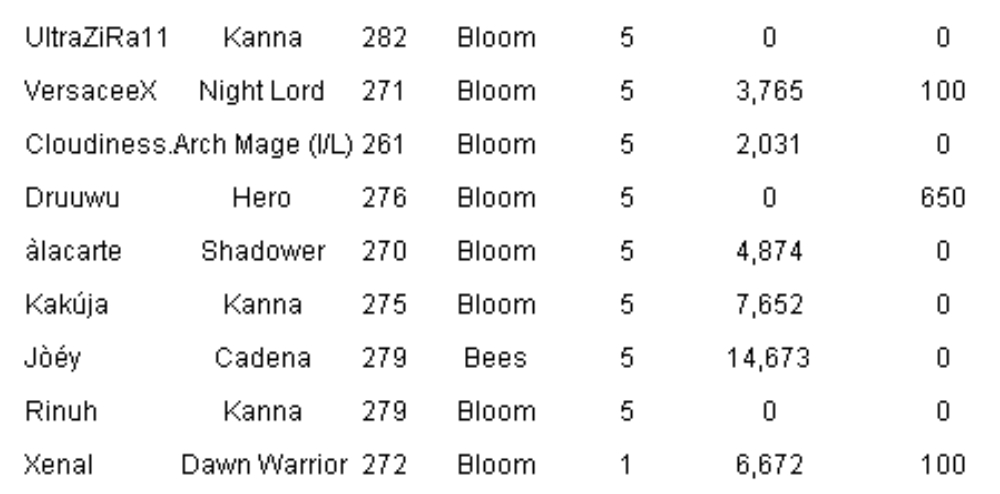 UltraZiRa11 Kanna 282 Bloom 5 0 0
VersaceeX Night Lord 271 Bloom 5 3,765 100
Cloudiness.Arch Mage (I/L) 261 Bloom 5 2,031 0
Druuwu Hero 276 Bloom 5 0 650
àlacarte Shadower 270 Bloom 5 4,874 0
Kakúja Kanna 275 Bloom 5 7,652 0
Jòéy Cadena 279 Bees 5 14,673 0
Rinuh Kanna 279 Bloom 5 0 0
Xenal Dawn Warrior 272 Bloom 1 6,672 100